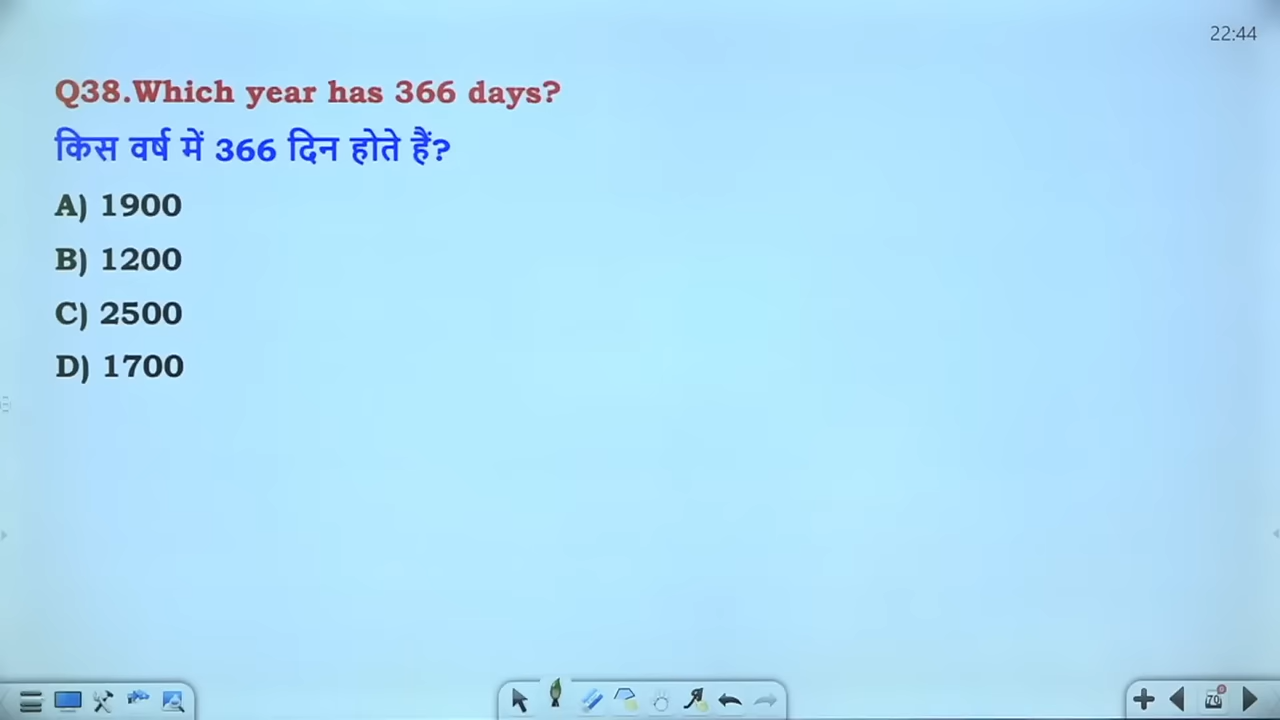 22:44
Q38.Which year has 366 days?
किस वर्ष में 366 दिन होते हैं?
A) 1900
B) 1200
C) 2500
D) 1700